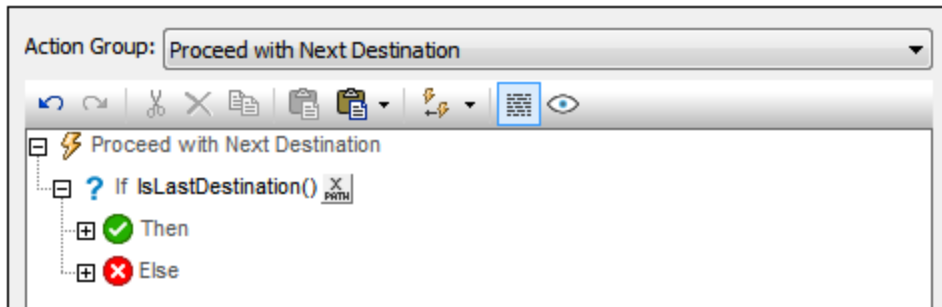 Action Group: Proceed with Next Destination
Proceed with Next Destination
If IsLastDestination() X PATH
Then
Else